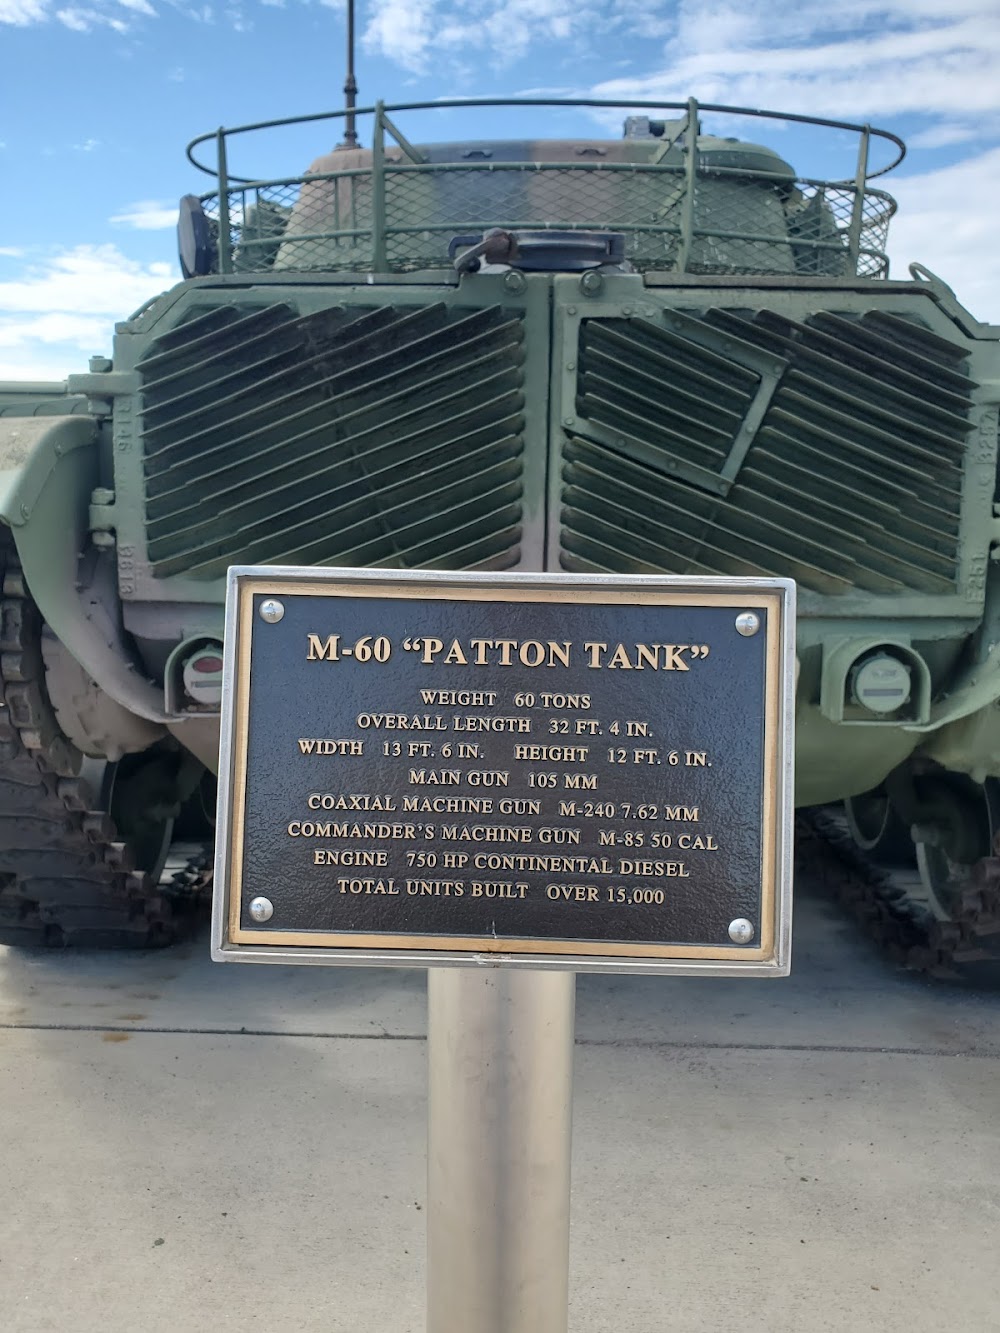 M-60 “PATTON TANK”
WEIGHT 60 TONS
OVERALL LENGTH 32 FT. 4 IN.
WIDTH 13 FT. 6 IN. HEIGHT 12 FT. 6 IN.
MAIN GUN 105 MM
COAXIAL MACHINE GUN M-240 7.62 MM
COMMANDER’S MACHINE GUN M-85 50 CAL
ENGINE 750 HP CONTINENTAL DIESEL
TOTAL UNITS BUILT OVER 15,000